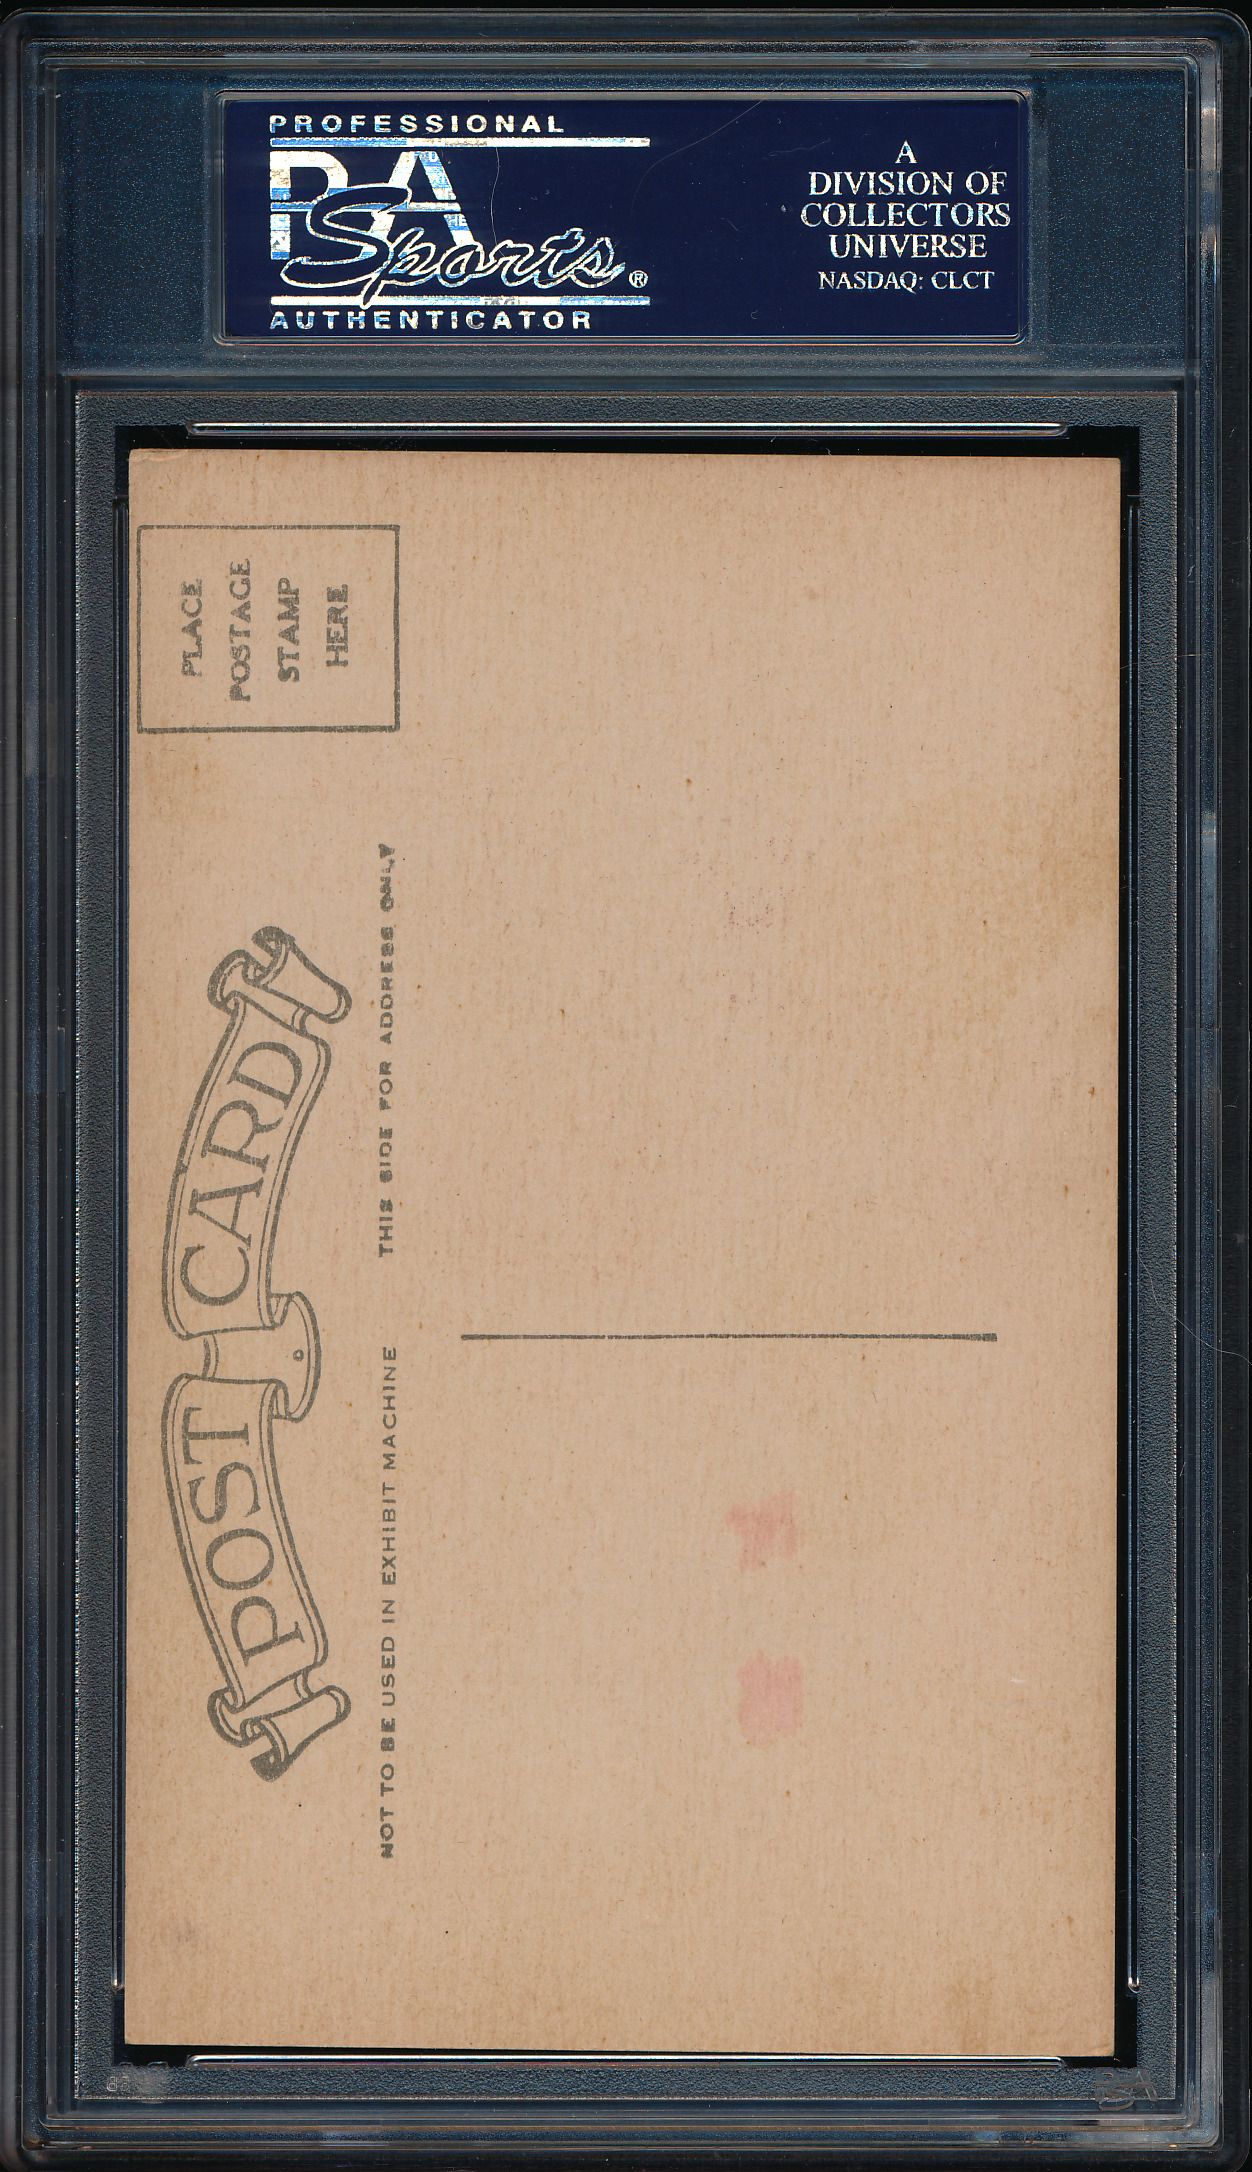 PROFESSIONAL
PSA
Sports®
AUTHENTICATOR
A
DIVISION OF
COLLECTORS
UNIVERSE
NASDAQ: CLCT
PLACE
POSTAGE
STAMP
HERE
POST CARD
NOT TO BE USED IN EXHIBIT MACHINE THIS SIDE FOR ADDRESS ONLY
PSA